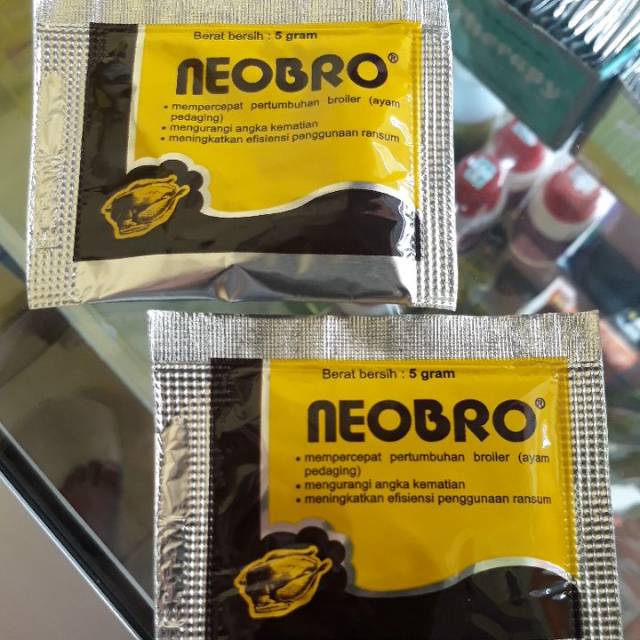 Berat bersih : 5 gram
NEOBRO®
• mempercepat pertumbuhan broiler (ayam
pedaging)
• mengurangi angka kematian
• meningkatkan efisiensi penggunaan ransum
therapy
Berat bersih : 5 gram
NEOBRO®
• mempercepat pertumbuhan broiler (ayam
pedaging)
• mengurangi angka kematian
• meningkatkan efisiensi penggunaan ransum